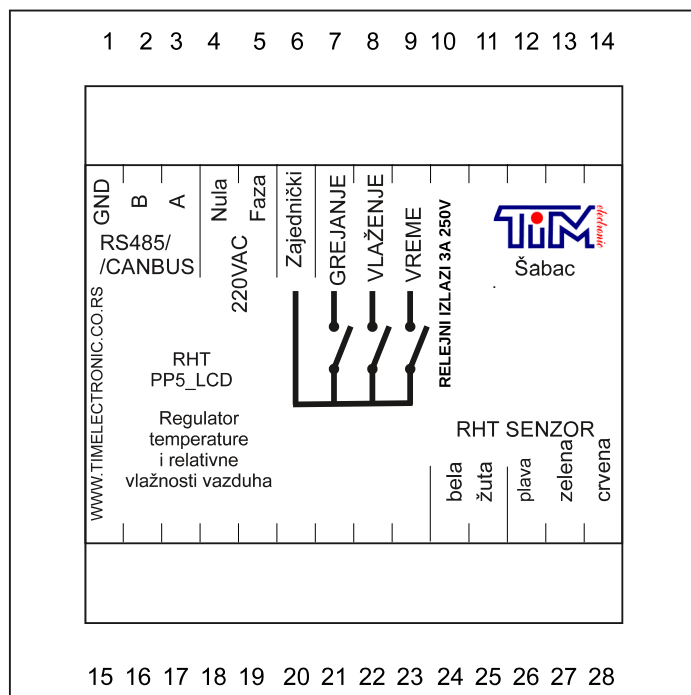 1 2 3 4 5 6 7 8 9 10 11 12 13 14
GND
B
A
RS485/
/CANBUS
Nula
Faza
220VAC
Zajednički
GREJANJE
VLAŽENJE
VREME
RELEJNI IZLAZI 3A 250V
TiM
elektronic
Šabac
WWW.TIMELECTRONIC.CO.RS
RHT
PP5_LCD
Regulator
temperature
i relativne
vlažnosti vazduha
RHT SENZOR
bela
žuta
plava
zelena
crvena
15 16 17 18 19 20 21 22 23 24 25 26 27 28